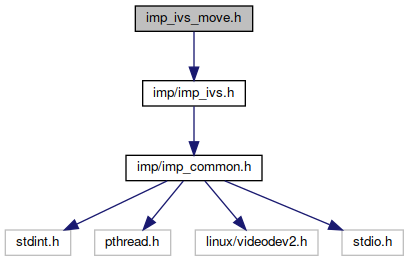 imp_ivs_move.h
imp/imp_ivs.h
imp/imp_common.h
stdint.h
pthread.h
linux/videodev2.h
stdio.h